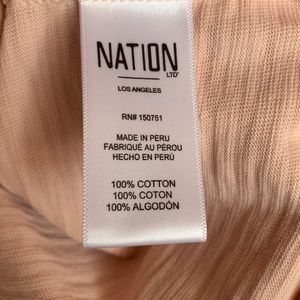 NATION
LTD
LOS ANGELES
RN# 150751
MADE IN PERU
FABRIQUÉ AU PÉROU
HECHO EN PERÚ
100% COTTON
100% COTON
100% ALGODÓN